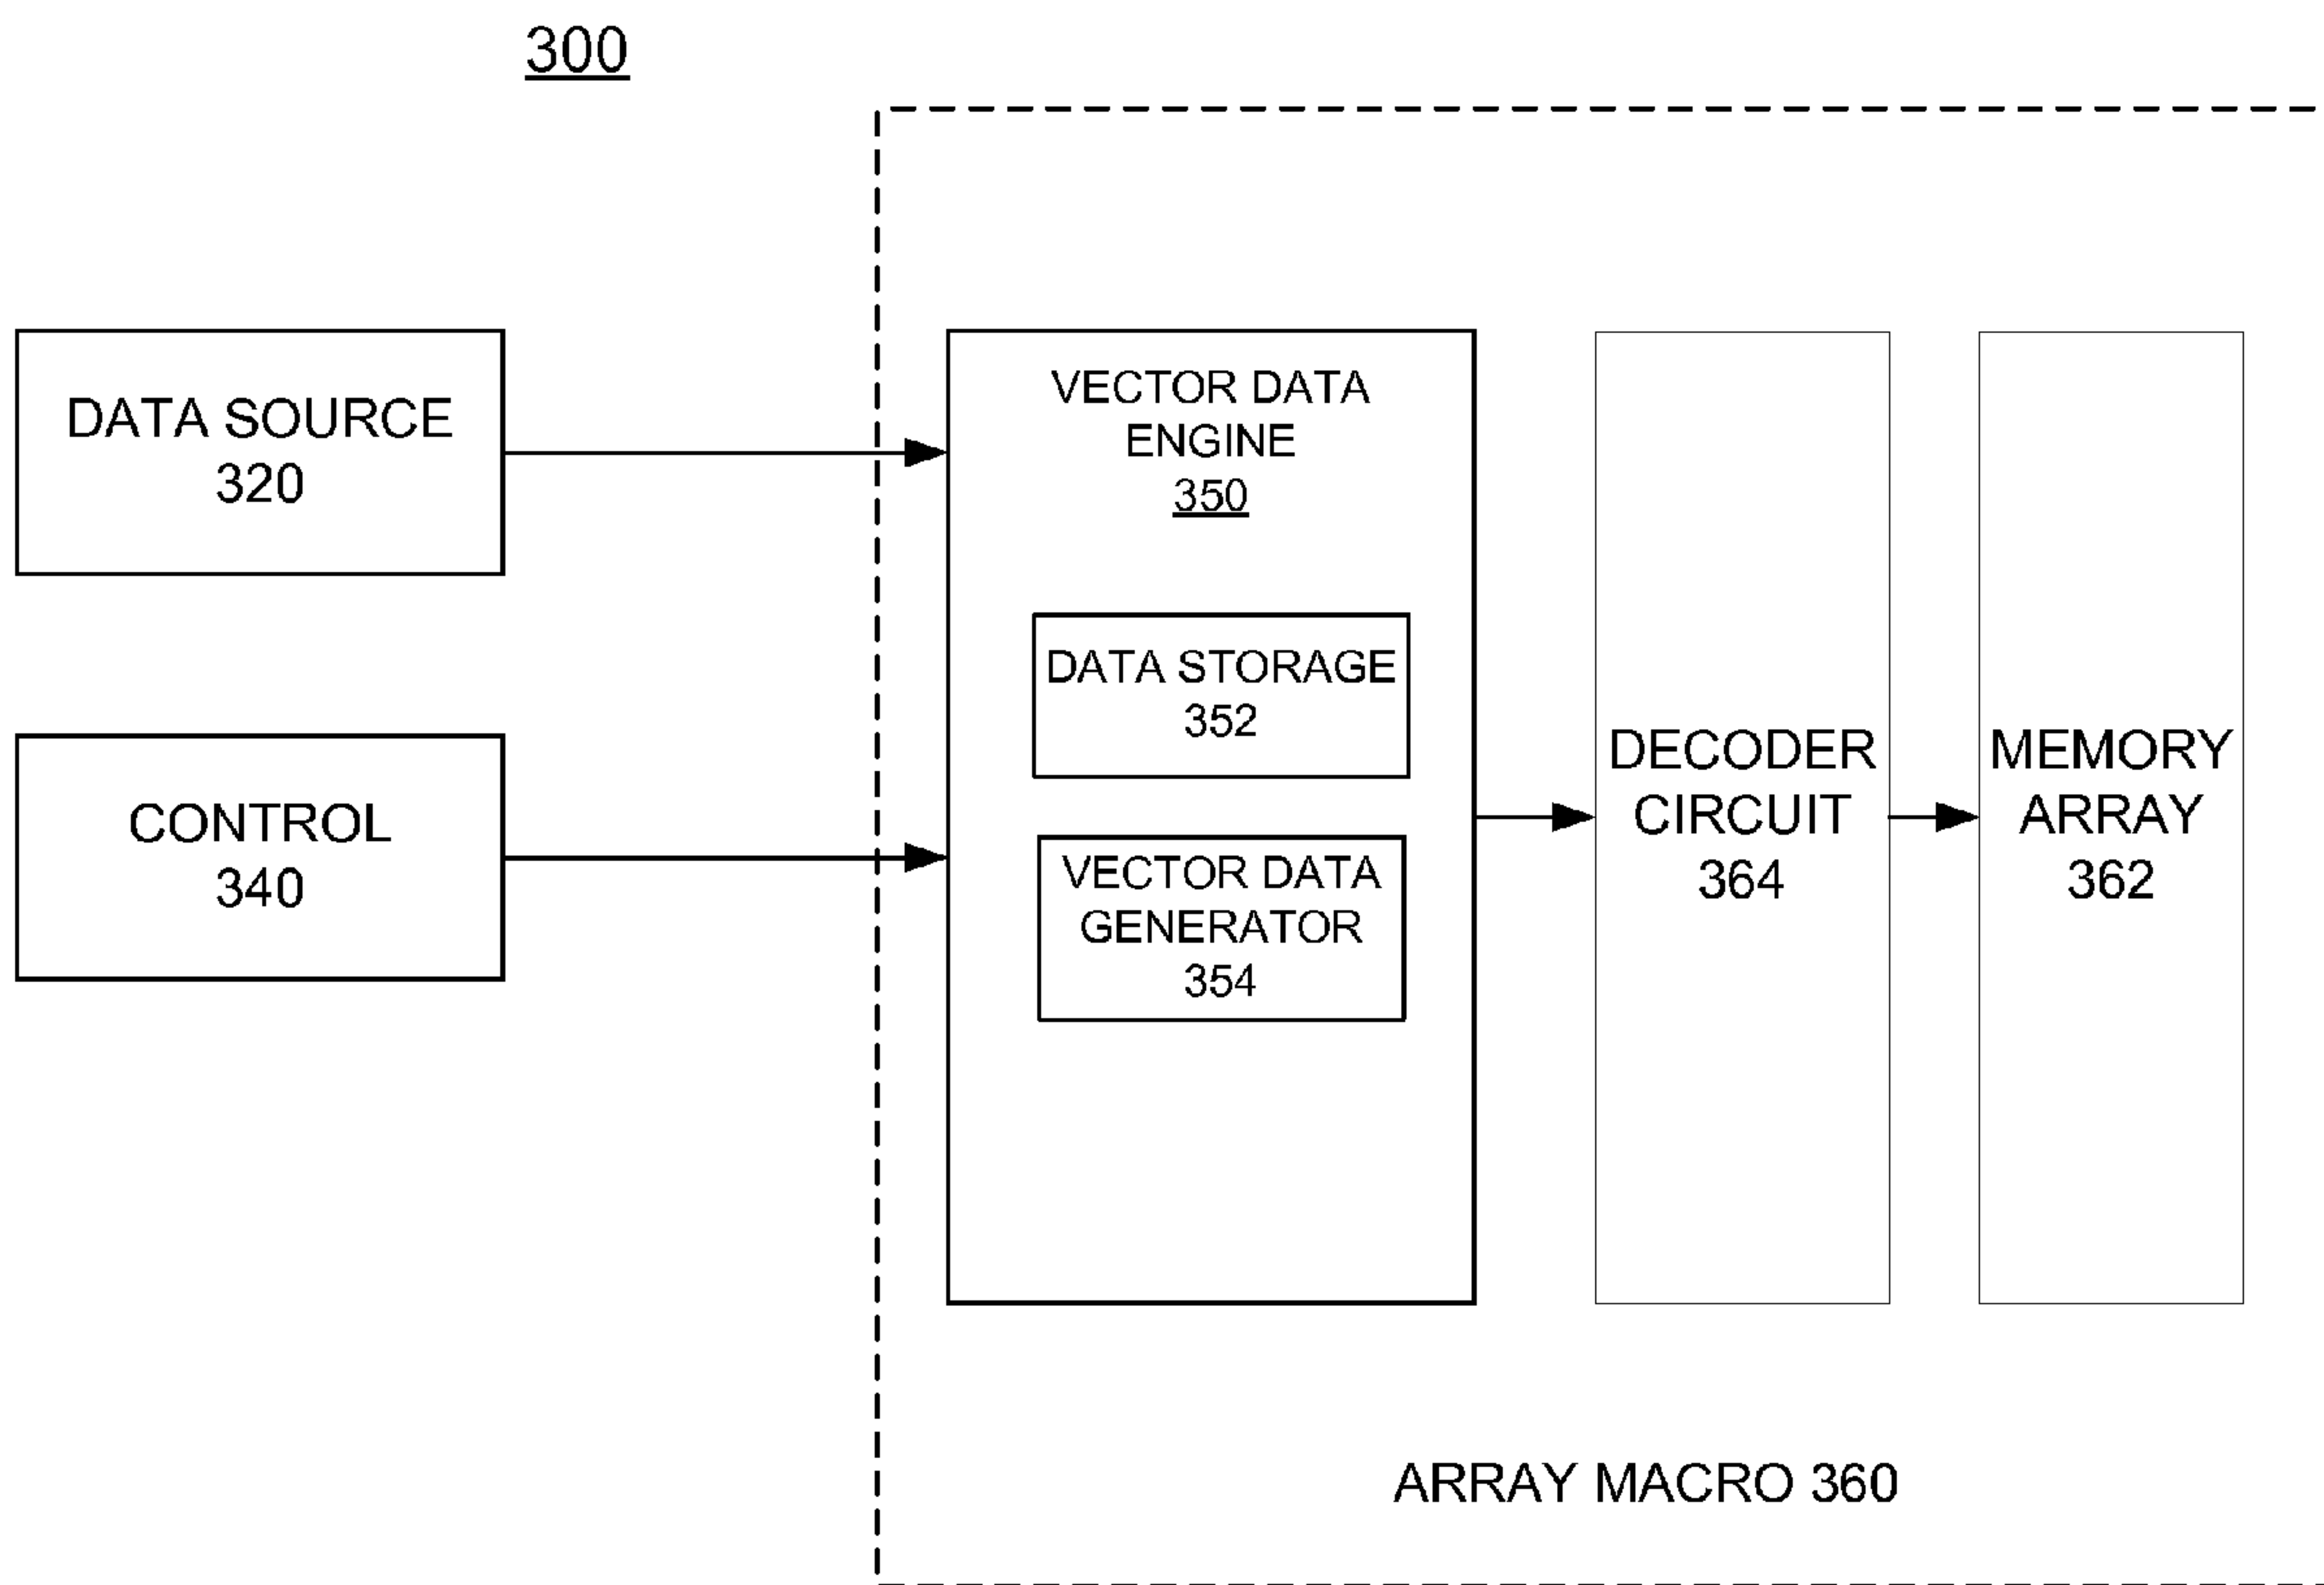 300
DATA SOURCE
320
CONTROL
340
VECTOR DATA
ENGINE
350
DATA STORAGE
352
VECTOR DATA
GENERATOR
354
DECODER
CIRCUIT
364
MEMORY
ARRAY
362
ARRAY MACRO 360